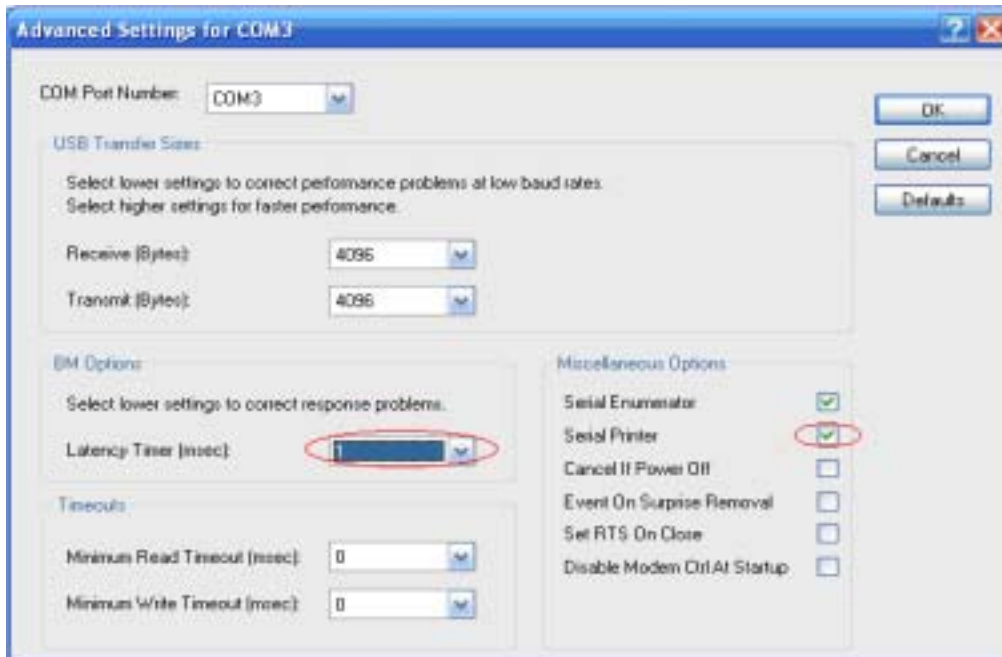 Advanced Settings for COM3
COM Port Number: COM3
OK
Cancel
Defaults
USB Transfer Sizes
Select lower settings to correct performance problems at low baud rates.
Select higher settings for faster performance.
Receive (Bytes): 4096
Transmit (Bytes): 4096
BM Options
Select lower settings to correct response problems.
Latency Timer (msec): 1
Timeouts
Minimum Read Timeout (msec): 0
Minimum Write Timeout (msec): 0
Miscellaneous Options
Serial Enumerator
Serial Printer
Cancel If Power Off
Event On Surprise Removal
Set RTS On Close
Disable Modem Ctrl At Startup